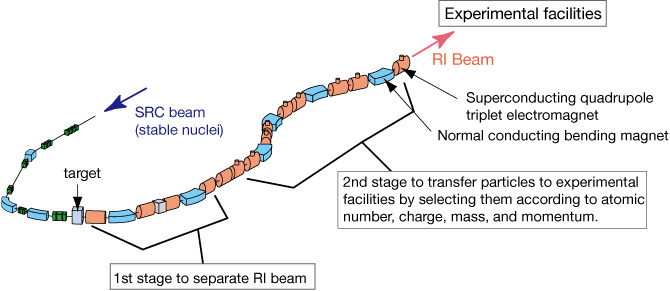 Experimental facilities
RI Beam
SRC beam
(stable nuclei)
Superconducting quadrupole
triplet electromagnet
Normal conducting bending magnet
target
2nd stage to transfer particles to experimental
facilities by selecting them according to atomic
number, charge, mass, and momentum.
1st stage to separate RI beam